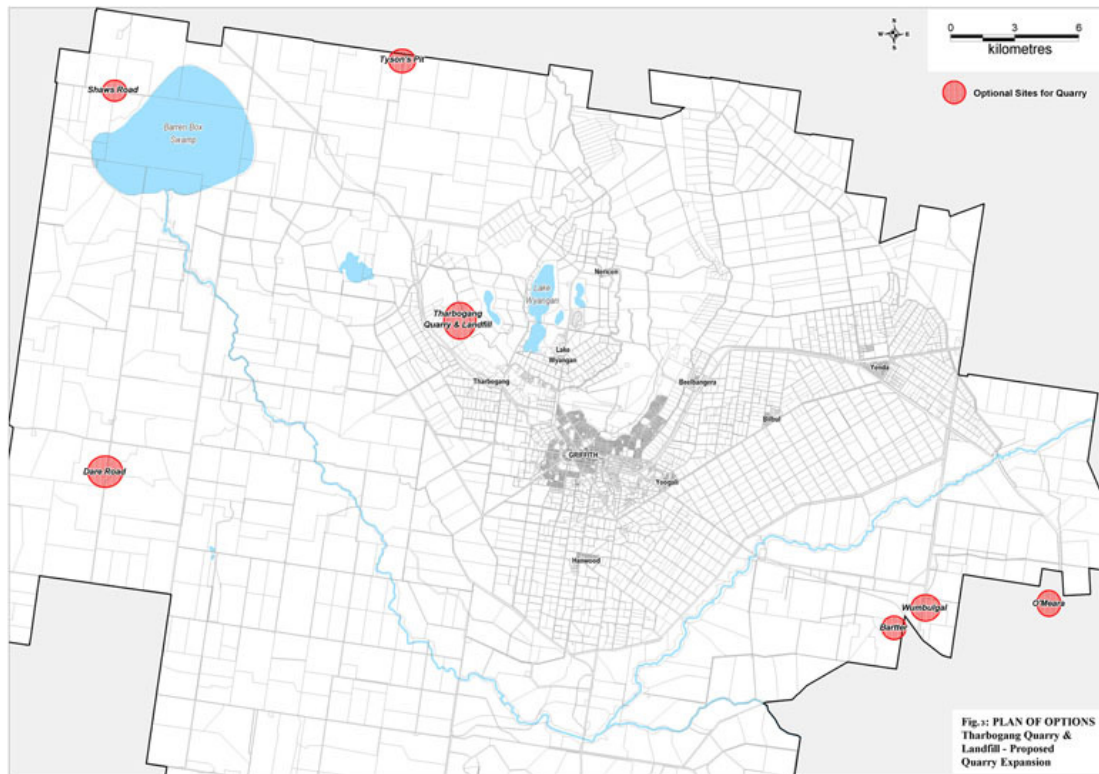 0 3 6
kilometres
Optional Sites for Quarry
W E
S
Tyson's Pit
Shaws Road
Barren Box
Swamp
Nericon
Lake
Wyangan
Tharbogang
Quarry & Landfill
Lake
Wyangan
Tharbogang
Beelbangera
Yenda
Bilbul
GRIFFITH
Yoogali
Dare Road
Hanwood
Wumbulgal
O'Meara
Bartter
Fig.3: PLAN OF OPTIONS
Tharbogang Quarry &
Landfill - Proposed
Quarry Expansion